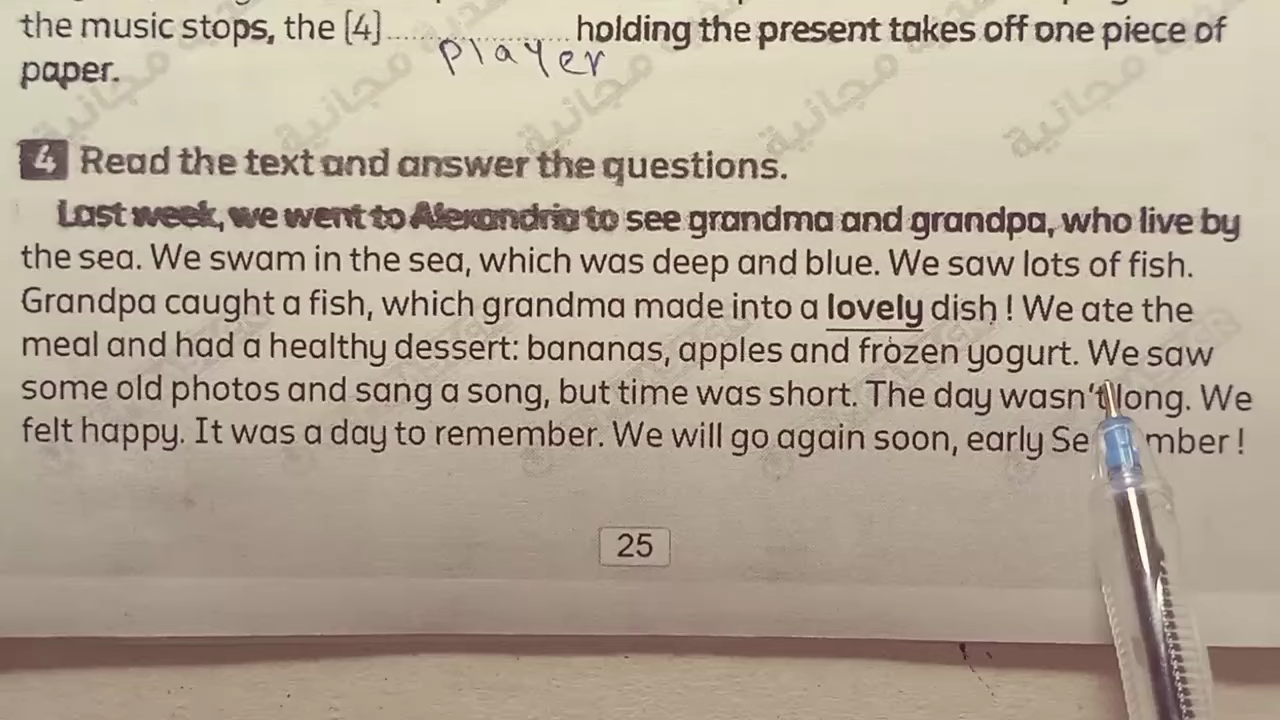 the music stops, the [4] .................... holding the present takes off one piece of
player
paper.
4 Read the text and answer the questions.
Last week, we went to Alexandria to see grandma and grandpa, who live by
the sea. We swam in the sea, which was deep and blue. We saw lots of fish.
Grandpa caught a fish, which grandma made into a lovely dish ! We ate the
meal and had a healthy dessert: bananas, apples and frozen yogurt. We saw
some old photos and sang a song, but time was short. The day wasn't long. We
felt happy. It was a day to remember. We will go again soon, early Se mber !
25